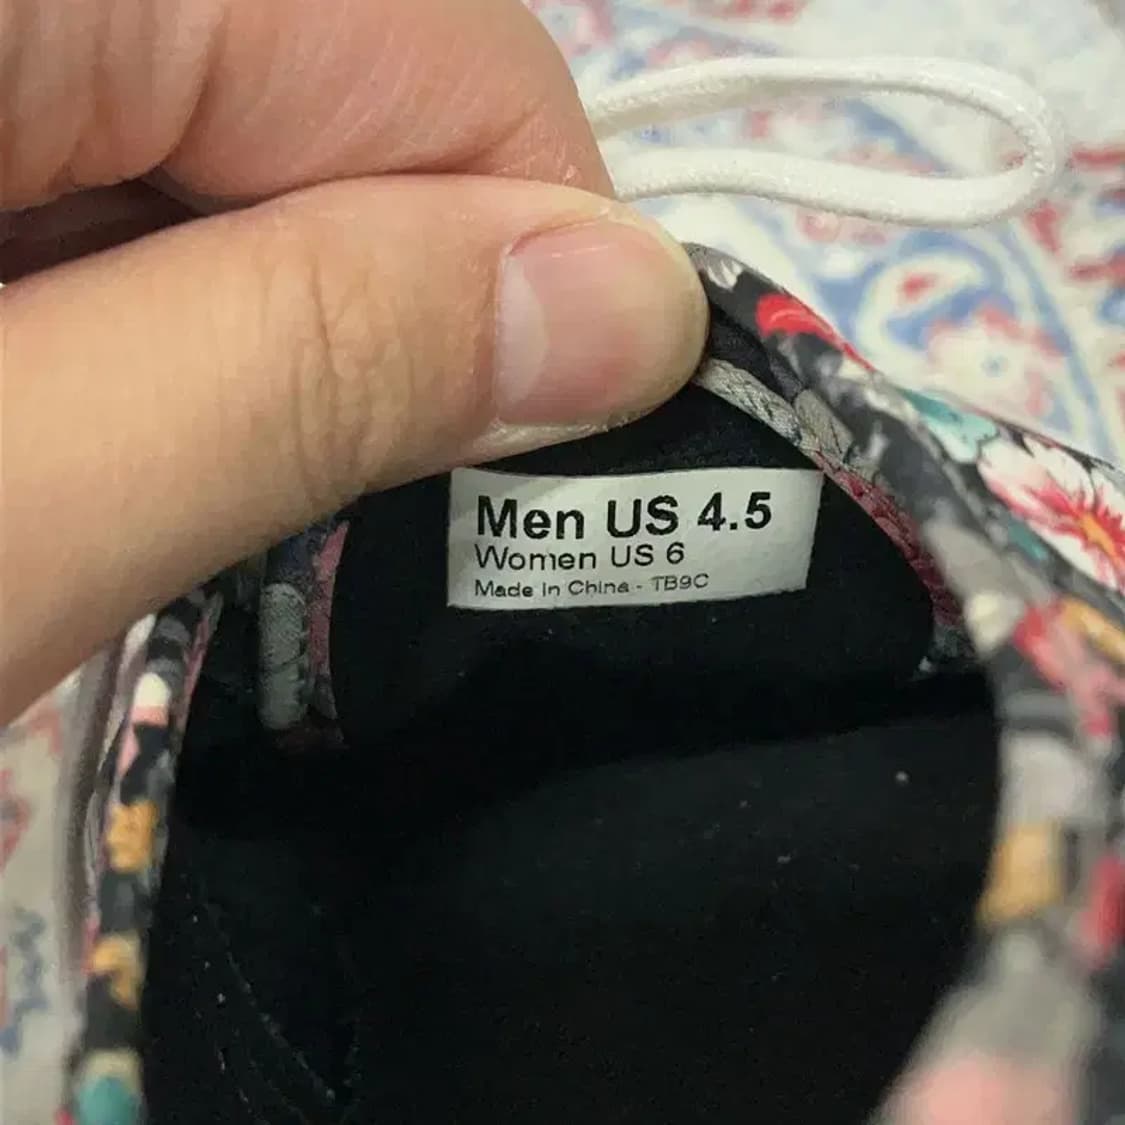 Men US 4.5
Women US 6
Made in China - TB9C